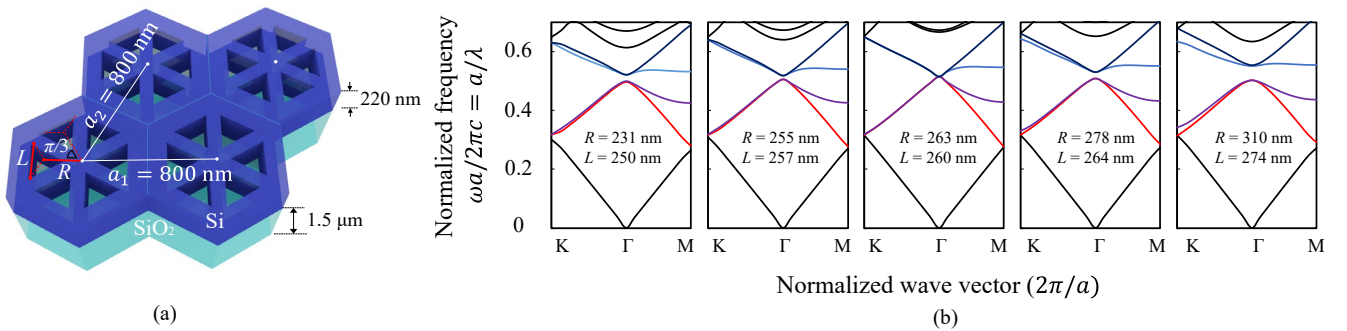 a₂ = 800 nm
220 nm
L
π/3
R
a₁ = 800 nm
Si
SiO₂
1.5 μm
(a)
Normalized frequency
ωa/2πc = a/λ
0.6
0.4
0.2
0
R = 231 nm
L = 250 nm
K Γ M
R = 255 nm
L = 257 nm
K Γ M
R = 263 nm
L = 260 nm
K Γ M
R = 278 nm
L = 264 nm
K Γ M
R = 310 nm
L = 274 nm
K Γ M
Normalized wave vector (2π/a)
(b)